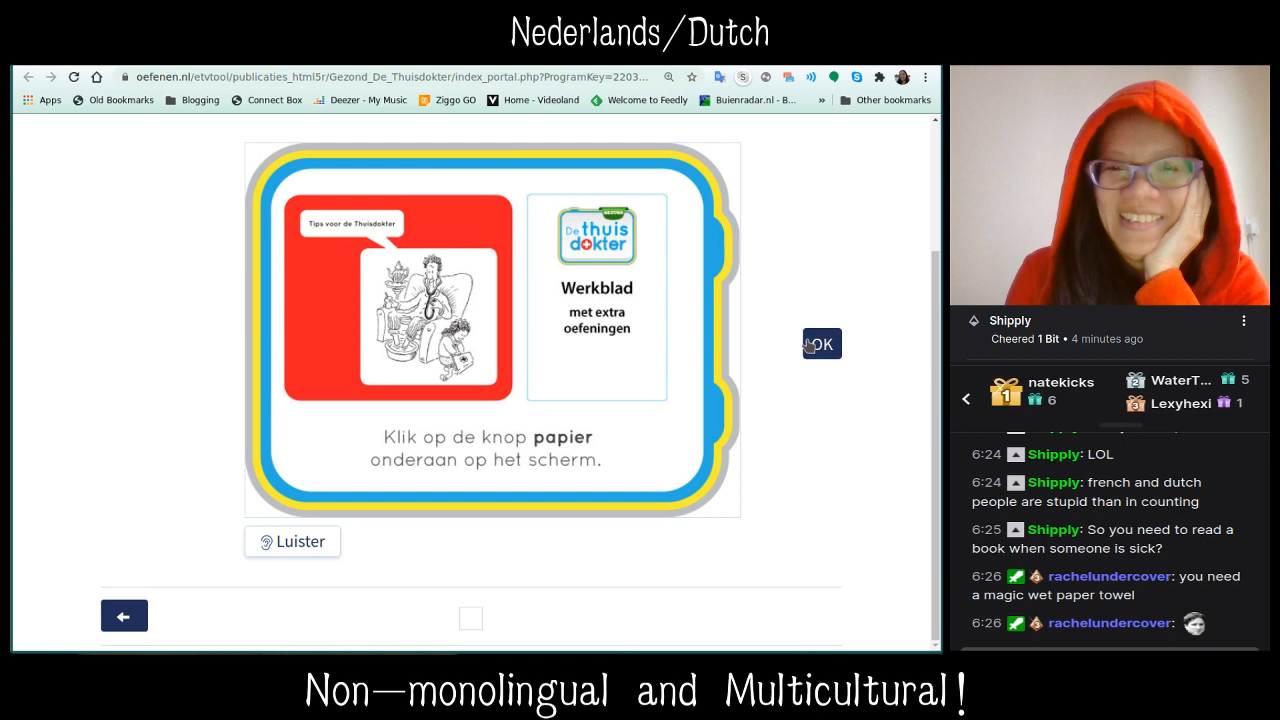 Nederlands/Dutch
oefenen.nl/etvtool/publicaties_html5r/Gezond_De_Thuisdokter/index_portal.php?ProgramKey=2203...
Apps
Old Bookmarks
Blogging
Connect Box
Deezer - My Music
Ziggo GO
Home - Videoland
Welcome to Feedly
Buienradar.nl - B...
»
Other bookmarks
Tips voor de Thuisdokter
De thuis
dokter
Werkblad
met extra
oefeningen
OK
Klik op de knop papier
onderaan op het scherm.
Luister
Shipply
Cheered 1 Bit • 4 minutes ago
1
natekicks
6
2
WaterT...
5
3
Lexyhexi
1
6:24 Shipply: LOL
6:24 Shipply: french and dutch
people are stupid than in counting
6:25 Shipply: So you need to read a
book when someone is sick?
6:26 rachelundercover: you need
a magic wet paper towel
6:26 rachelundercover:
Non-monolingual and Multicultural!